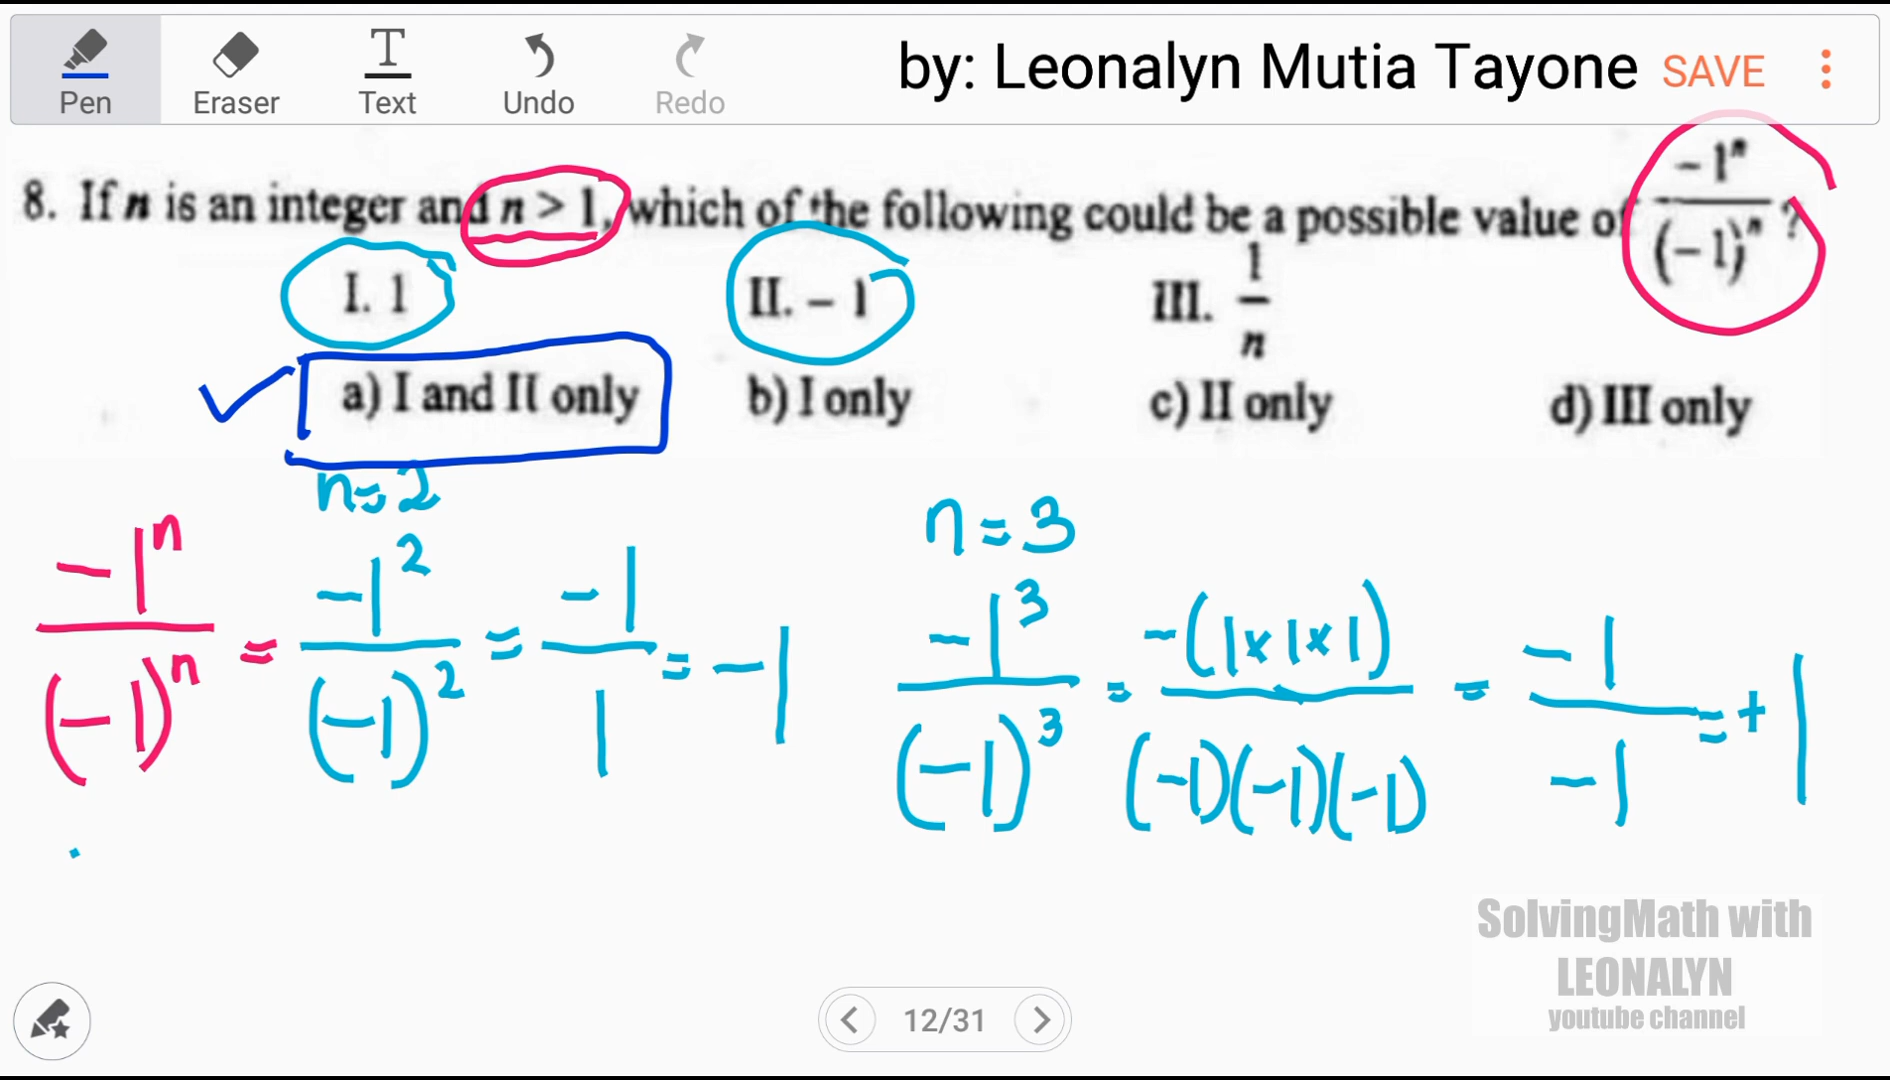 Pen Eraser Text Undo Redo by: Leonalyn Mutia Tayone SAVE
8. If n is an integer and n > 1, which of the following could be a possible value of -1ⁿ/(-1)ⁿ ?
I. 1 II. - 1 III. 1/n
a) I and II only b) I only c) II only d) III only
n=2 n=3
-1ⁿ/(-1)ⁿ = -1²/(-1)² = -1/1 = -1
-1³/(-1)³ = -(1×1×1)/(-1)(-1)(-1) = -1/-1 = +1
SolvingMath with
LEONALYN
youtube channel
12/31